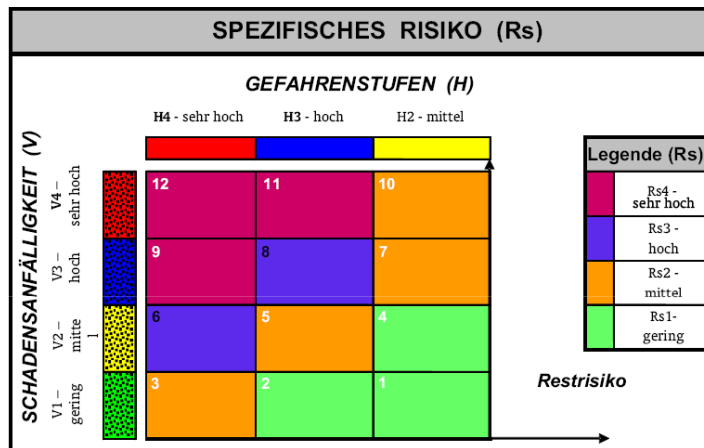 SPEZIFISCHES RISIKO (Rs)
GEFAHRENSTUFEN (H)
H4 - sehr hoch
H3 - hoch
H2 - mittel
SCHADENSANFÄLLIGKEIT (V)
V4 –
sehr hoch
12
11
10
V3 –
hoch
9
8
7
V2 –
mitte
l
6
5
4
V1 –
gering
3
2
1
Legende (Rs)
Rs4 -
sehr hoch
Rs3 -
hoch
Rs2 -
mittel
Rs1-
gering
Restrisiko